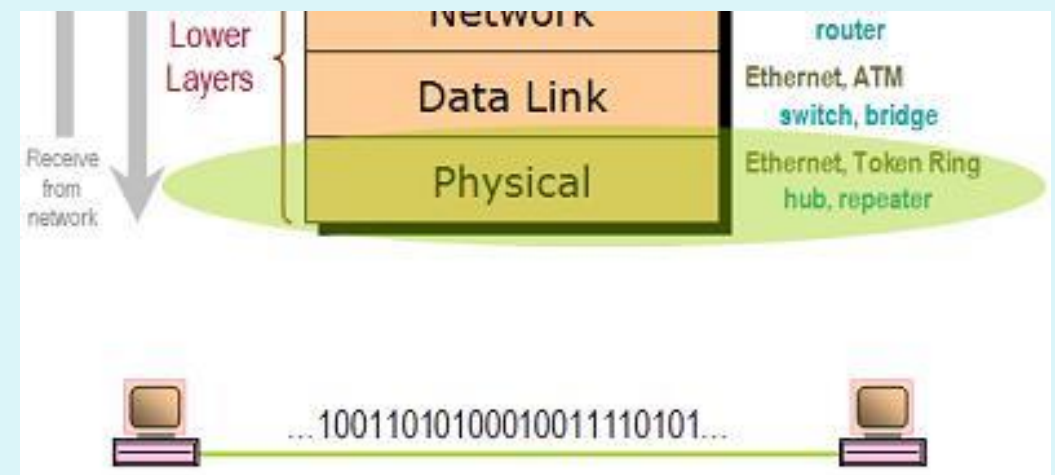 Network
Lower
Layers
router
Data Link
Ethernet, ATM
switch, bridge
Receive
from
network
Physical
Ethernet, Token Ring
hub, repeater
...10011010100010011110101...